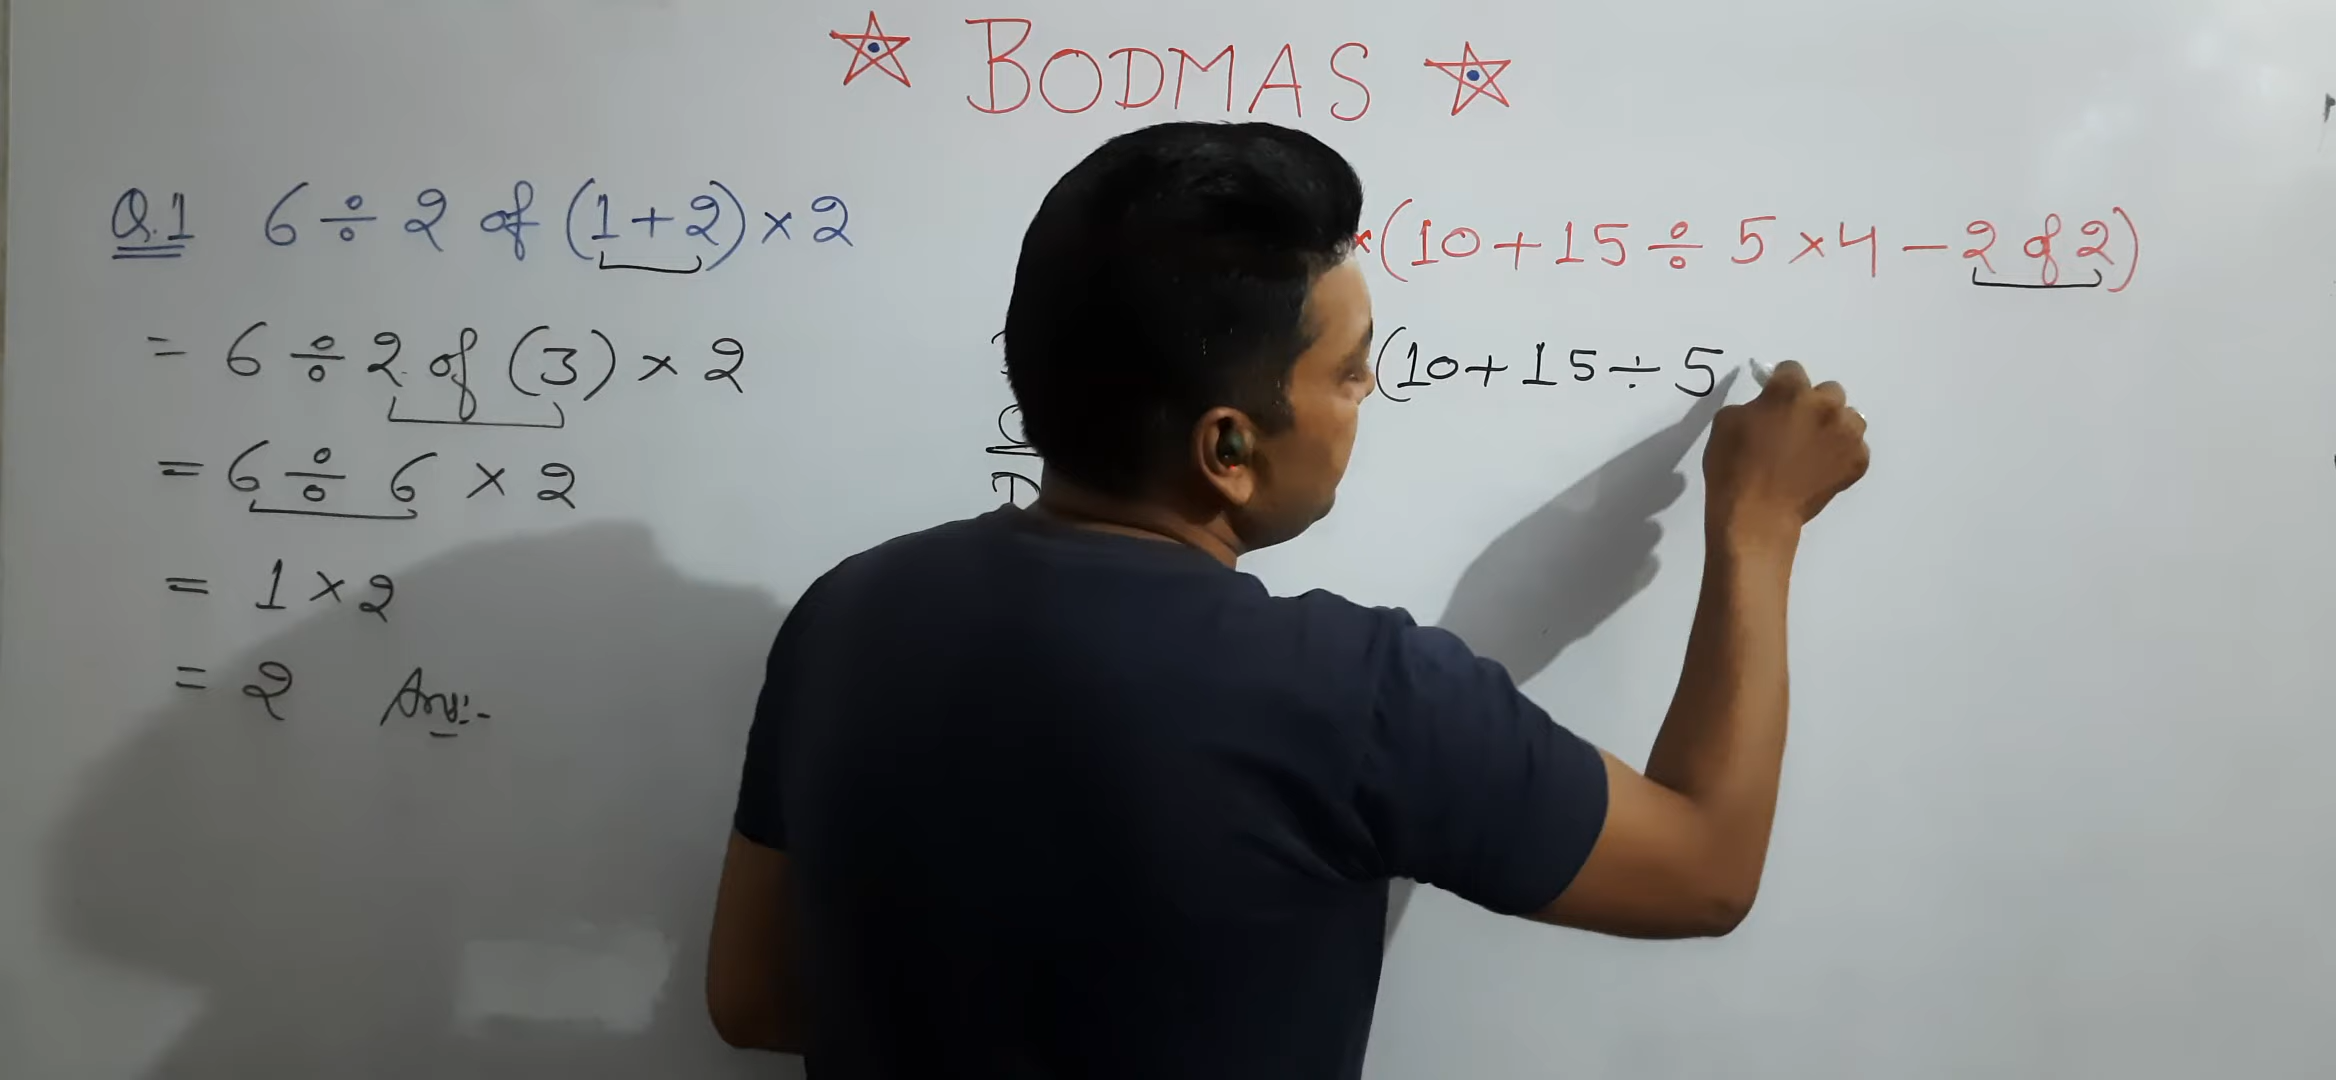 BODMAS
Q.1 6 ÷ 2 of (1+2) × 2
= 6 ÷ 2 of (3) × 2
= 6 ÷ 6 × 2
= 1 × 2
= 2 Ans:-
×(10+15÷5×4-2 of 2)
(10+15÷5
D